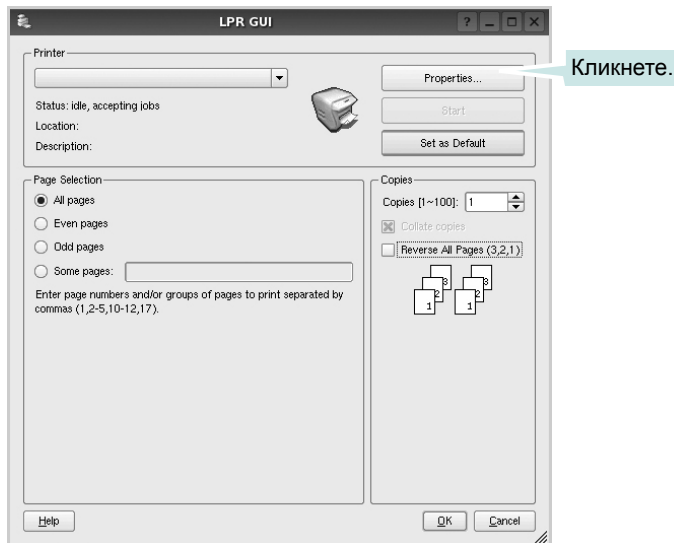 LPR GUI
Printer
Properties...
Кликнете.
Status: idle, accepting jobs
Start
Location:
Description:
Set as Default
Page Selection
All pages
Even pages
Odd pages
Some pages:
Enter page numbers and/or groups of pages to print separated by
commas (1,2-5,10-12,17).
Copies
Copies [1~100]: 1
Collate copies
Reverse All Pages (3,2,1)
3 3
2 2
1 1
Help
OK
Cancel